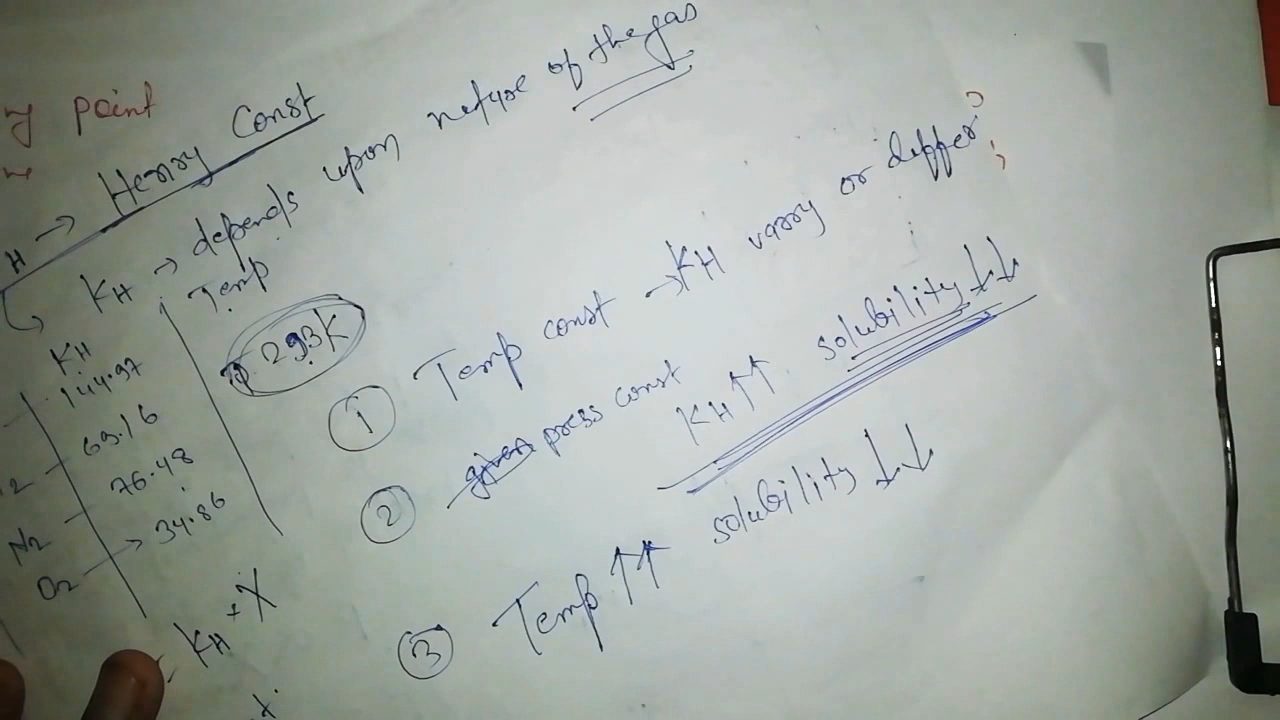 point
H → Henry Const
KH → depends upon nature of the gas
Temp
293K
KH
144.97
69.16
N2 76.48
O2 → 34.86
① Temp const → KH varry or differ
② given press const
KH↑↑ solubility ↓↓
③ Temp ↑↑ solubility ↓↓
KH